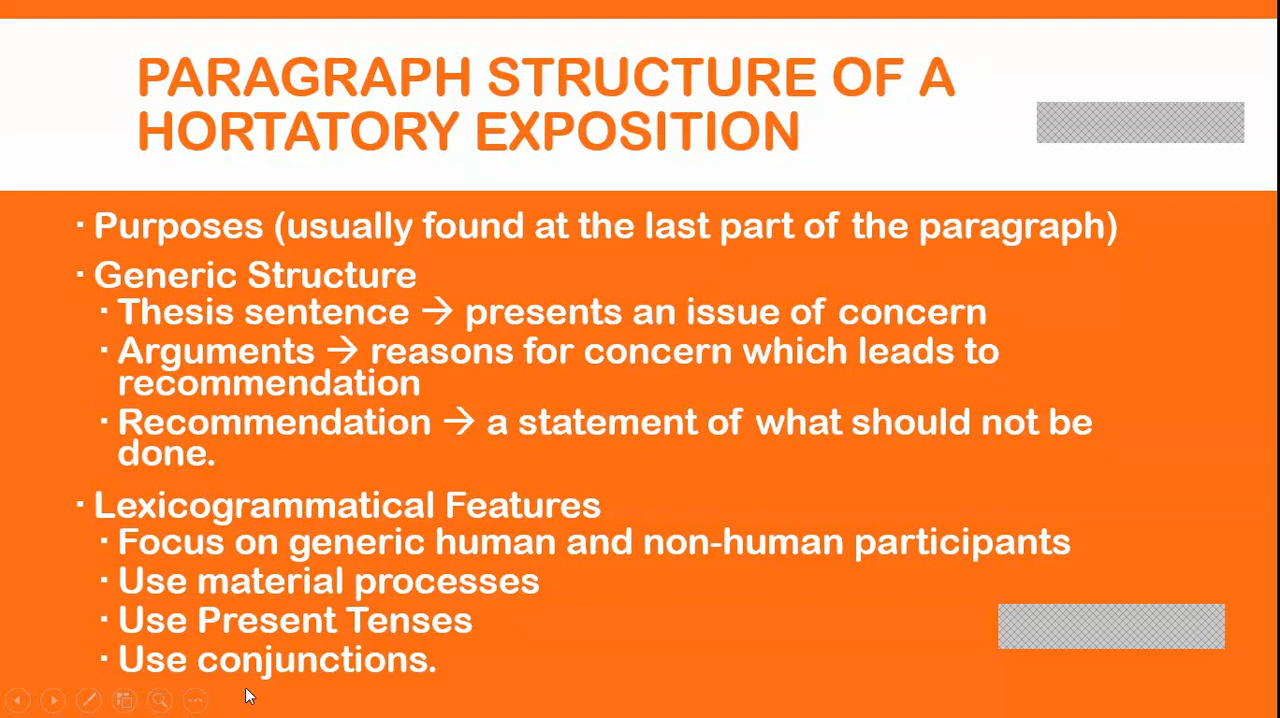 PARAGRAPH STRUCTURE OF A
HORTATORY EXPOSITION
▪ Purposes (usually found at the last part of the paragraph)
▪ Generic Structure
▪ Thesis sentence → presents an issue of concern
▪ Arguments → reasons for concern which leads to
recommendation
▪ Recommendation → a statement of what should not be
done.
▪ Lexicogrammatical Features
▪ Focus on generic human and non-human participants
▪ Use material processes
▪ Use Present Tenses
▪ Use conjunctions.